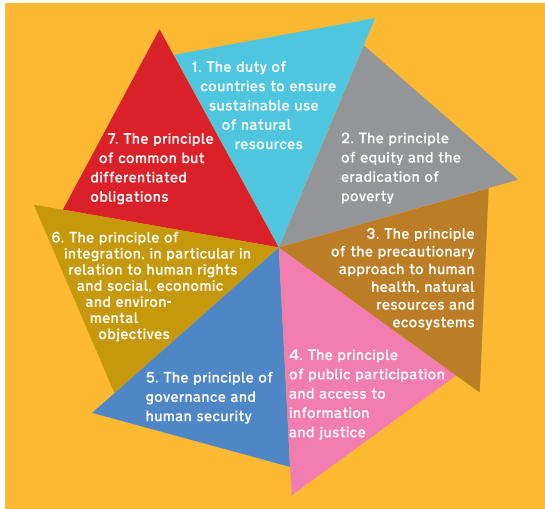 1. The duty of
countries to ensure
sustainable use
of natural
resources
2. The principle
of equity and the
eradication of
poverty
3. The principle
of the precautionary
approach to human
health, natural
resources and
ecosystems
4. The principle
of public participation
and access to
information
and justice
5. The principle of
governance and
human security
6. The principle of
integration, in particular in
relation to human rights
and social, economic
and environ-
mental
objectives
7. The principle
of common but
differentiated
obligations